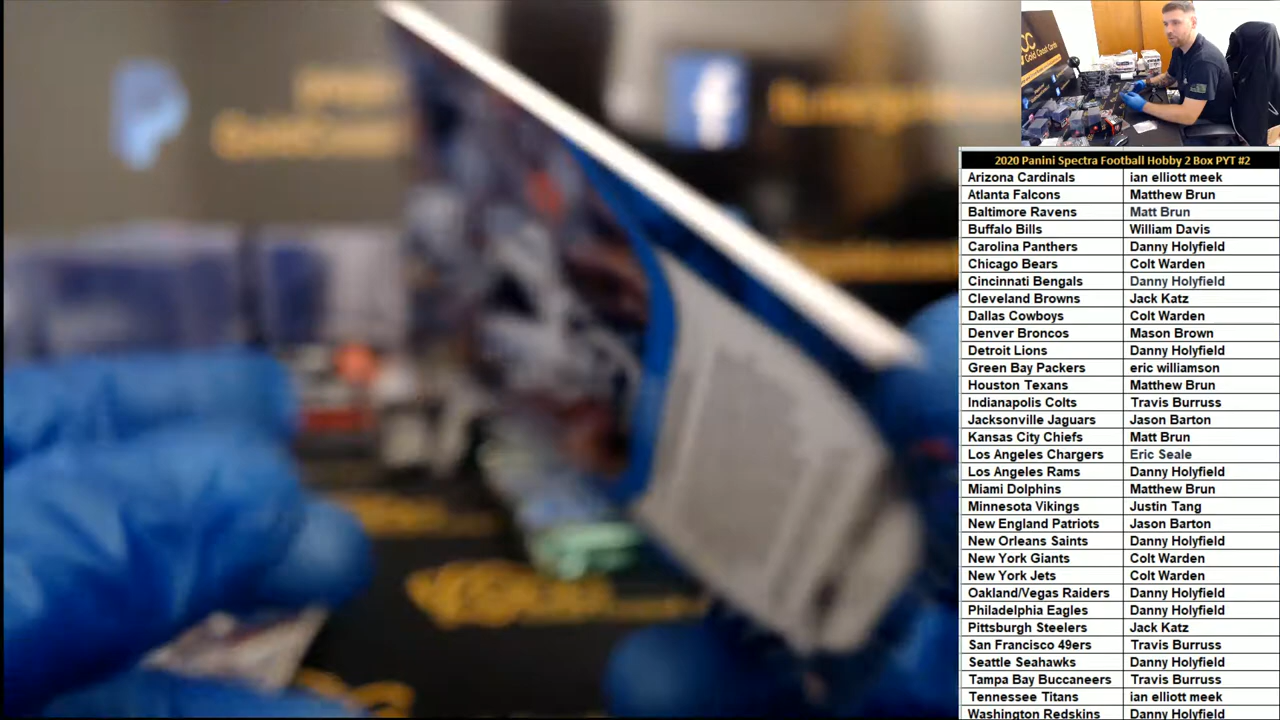 CC
Gold Coast Cards
2020 Panini Spectra Football Hobby 2 Box PYT #2
Arizona Cardinals ian elliott meek
Atlanta Falcons Matthew Brun
Baltimore Ravens Matt Brun
Buffalo Bills William Davis
Carolina Panthers Danny Holyfield
Chicago Bears Colt Warden
Cincinnati Bengals Danny Holyfield
Cleveland Browns Jack Katz
Dallas Cowboys Colt Warden
Denver Broncos Mason Brown
Detroit Lions Danny Holyfield
Green Bay Packers eric williamson
Houston Texans Matthew Brun
Indianapolis Colts Travis Burruss
Jacksonville Jaguars Jason Barton
Kansas City Chiefs Matt Brun
Los Angeles Chargers Eric Seale
Los Angeles Rams Danny Holyfield
Miami Dolphins Matthew Brun
Minnesota Vikings Justin Tang
New England Patriots Jason Barton
New Orleans Saints Danny Holyfield
New York Giants Colt Warden
New York Jets Colt Warden
Oakland/Vegas Raiders Danny Holyfield
Philadelphia Eagles Danny Holyfield
Pittsburgh Steelers Jack Katz
San Francisco 49ers Travis Burruss
Seattle Seahawks Danny Holyfield
Tampa Bay Buccaneers Travis Burruss
Tennessee Titans ian elliott meek
Washington Redskins Danny Holyfield